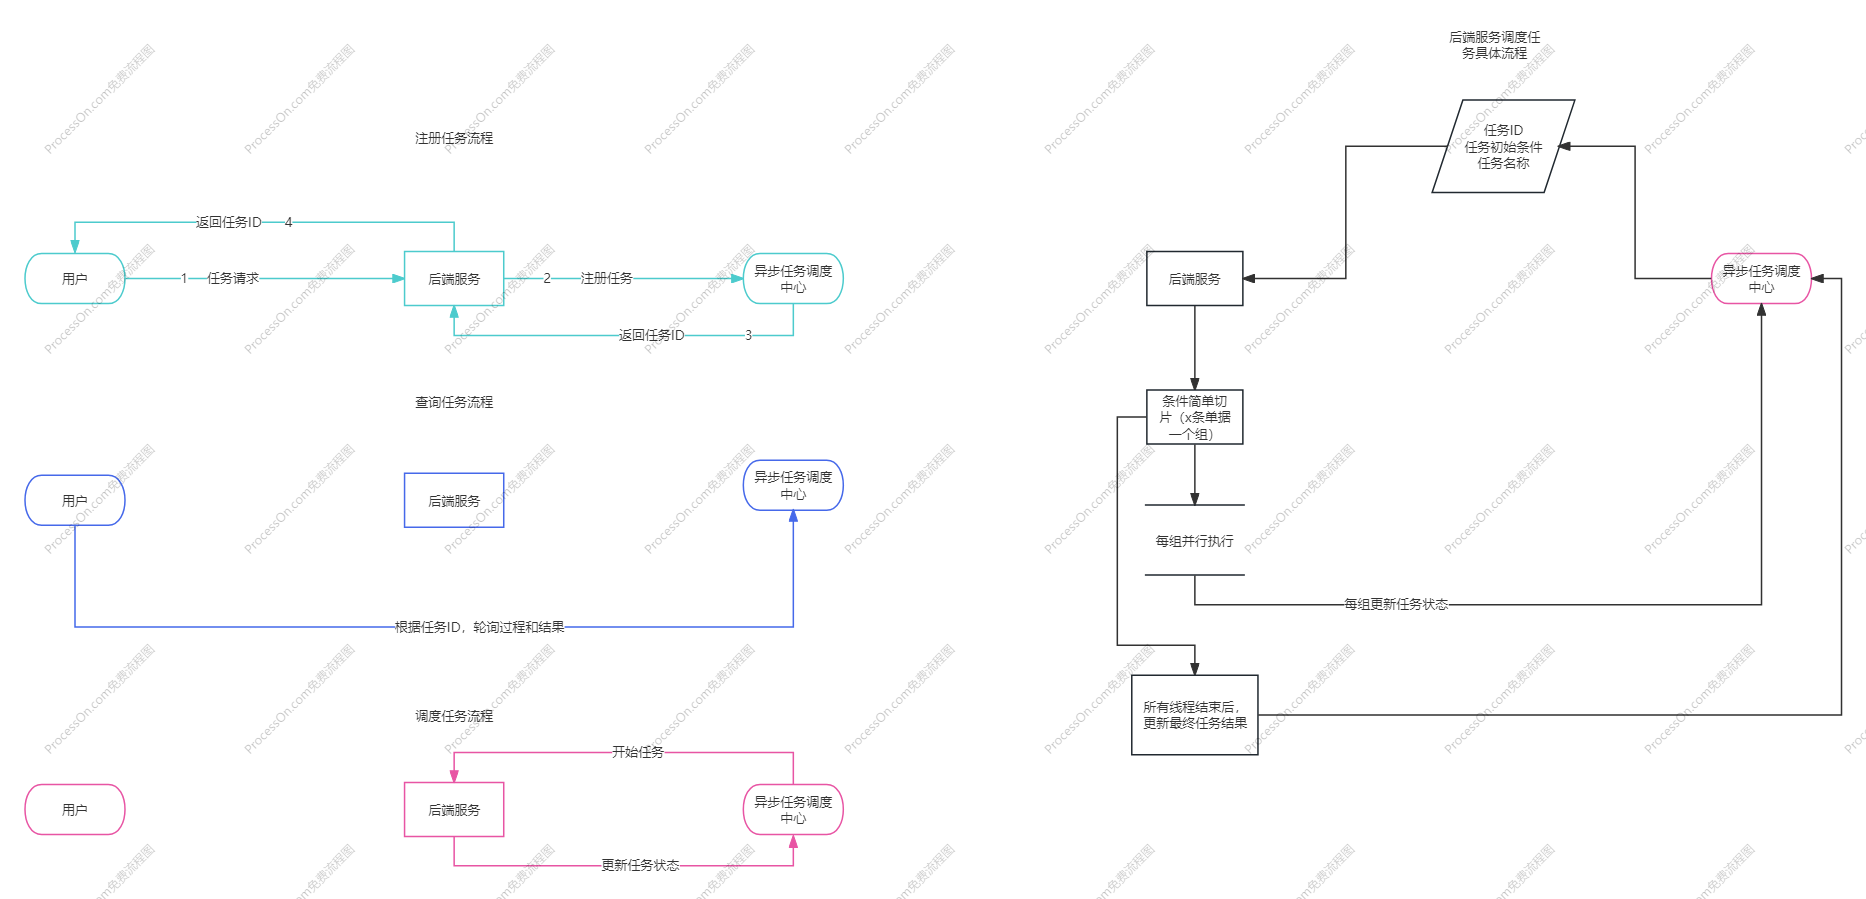 注册任务流程
返回任务ID
4
用户
1
任务请求
后端服务
2
注册任务
异步任务调度
中心
返回任务ID
3
查询任务流程
用户
后端服务
异步任务调度
中心
根据任务ID，轮询过程和结果
调度任务流程
开始任务
用户
后端服务
异步任务调度
中心
更新任务状态
后端服务调度任
务具体流程
任务ID
任务初始条件
任务名称
后端服务
异步任务调度
中心
条件简单切
片（x条单据
一个组）
每组并行执行
每组更新任务状态
所有线程结束后，
更新最终任务结果
ProcessOn.com免费流程图